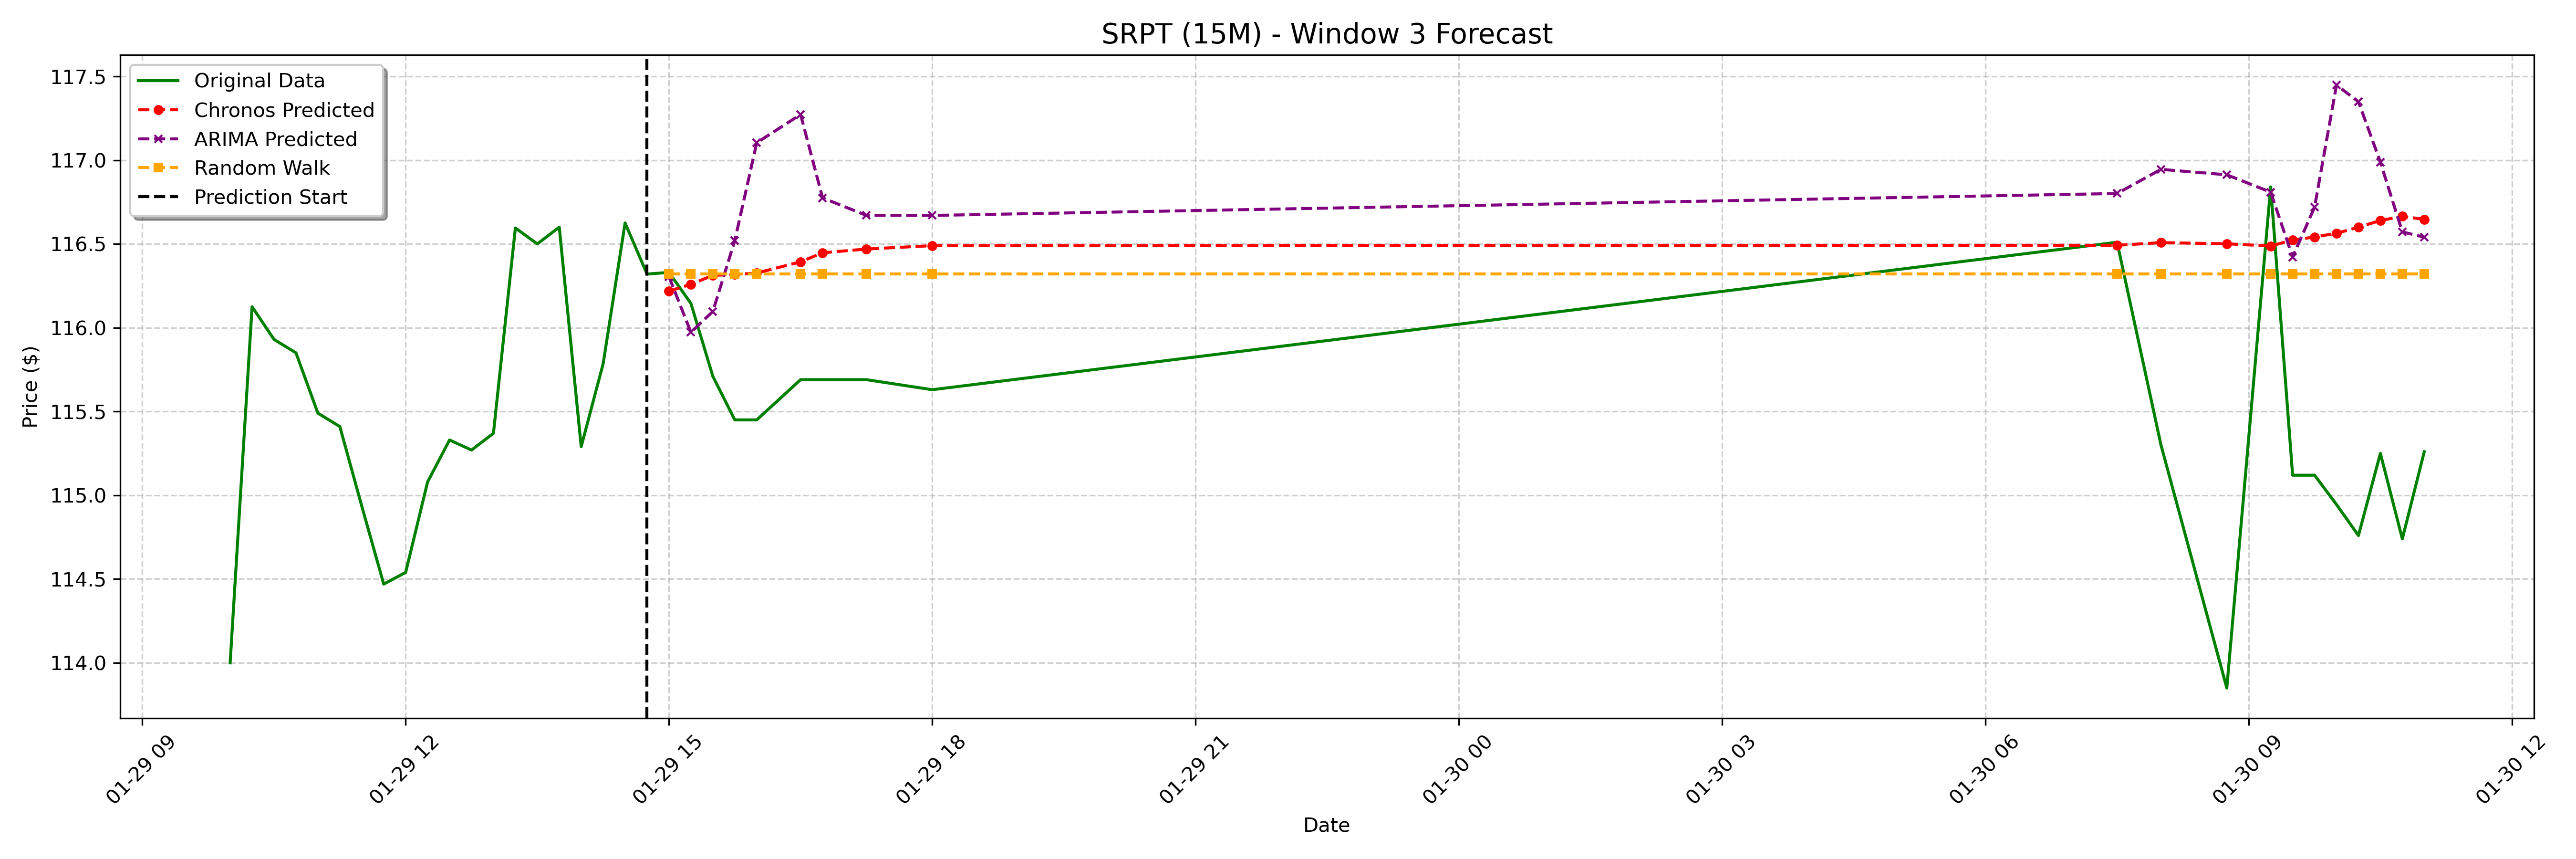 SRPT (15M) - Window 3 Forecast
Original Data
Chronos Predicted
ARIMA Predicted
Random Walk
Prediction Start
Price ($)
117.5
117.0
116.5
116.0
115.5
115.0
114.5
114.0
01-29 09
01-29 12
01-29 15
01-29 18
01-29 21
01-30 00
01-30 03
01-30 06
01-30 09
01-30 12
Date